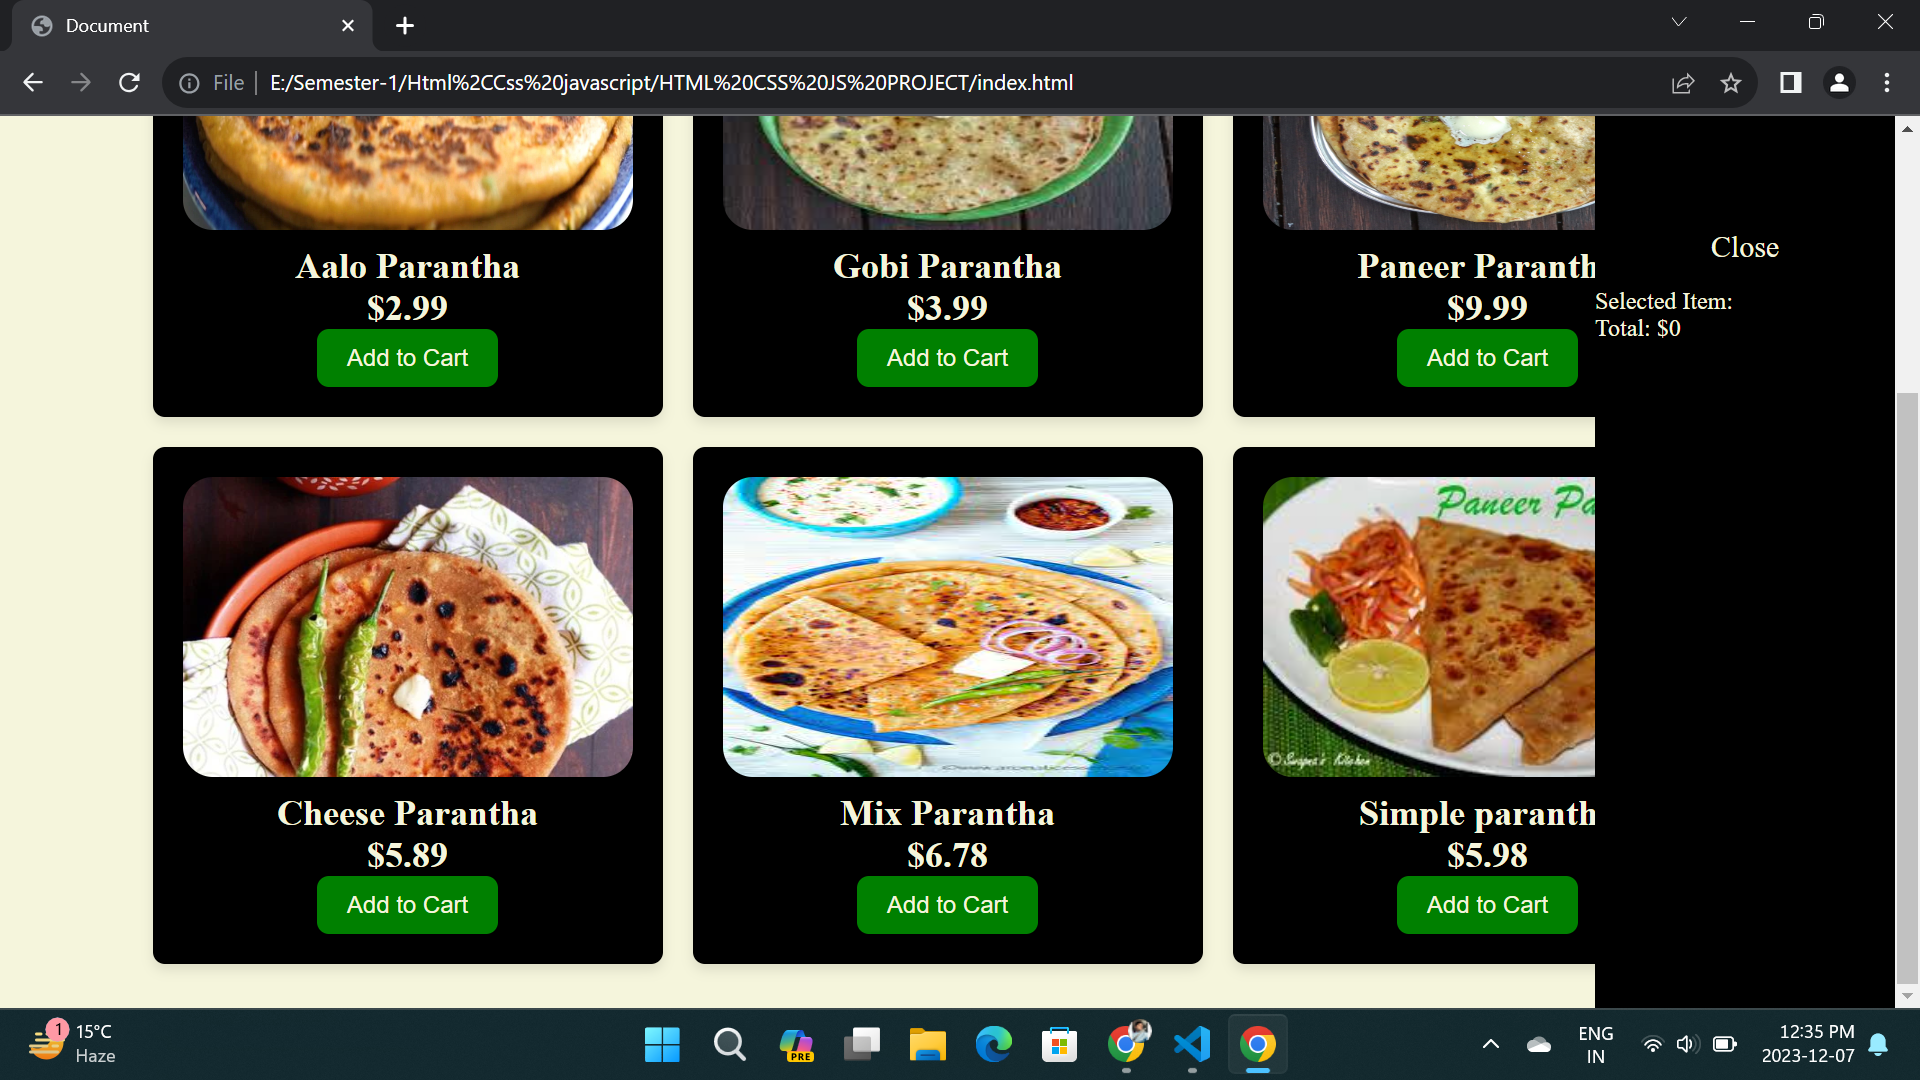 Document
File
E:/Semester-1/Html%2CCss%20javascript/HTML%20CSS%20JS%20PROJECT/index.html
Aalo Parantha
$2.99
Add to Cart
Gobi Parantha
$3.99
Add to Cart
Paneer Paranth
$9.99
Add to Cart
Close
Selected Item:
Total: $0
Paneer Pa
© Swapna's Kitchen
Cheese Parantha
$5.89
Add to Cart
Mix Parantha
$6.78
Add to Cart
Simple paranth
$5.98
Add to Cart
1
15°C
Haze
PRE
ENG
IN
12:35 PM
2023-12-07